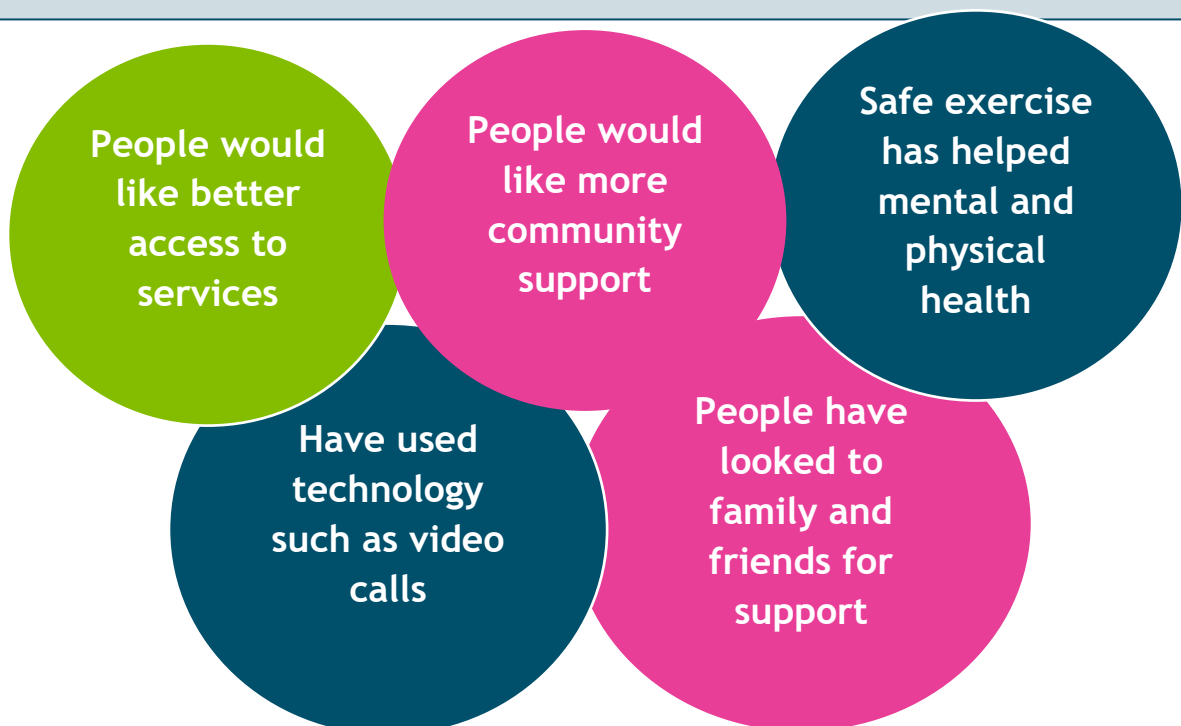 People would
like better
access to
services
People would
like more
community
support
Safe exercise
has helped
mental and
physical
health
Have used
technology
such as video
calls
People have
looked to
family and
friends for
support